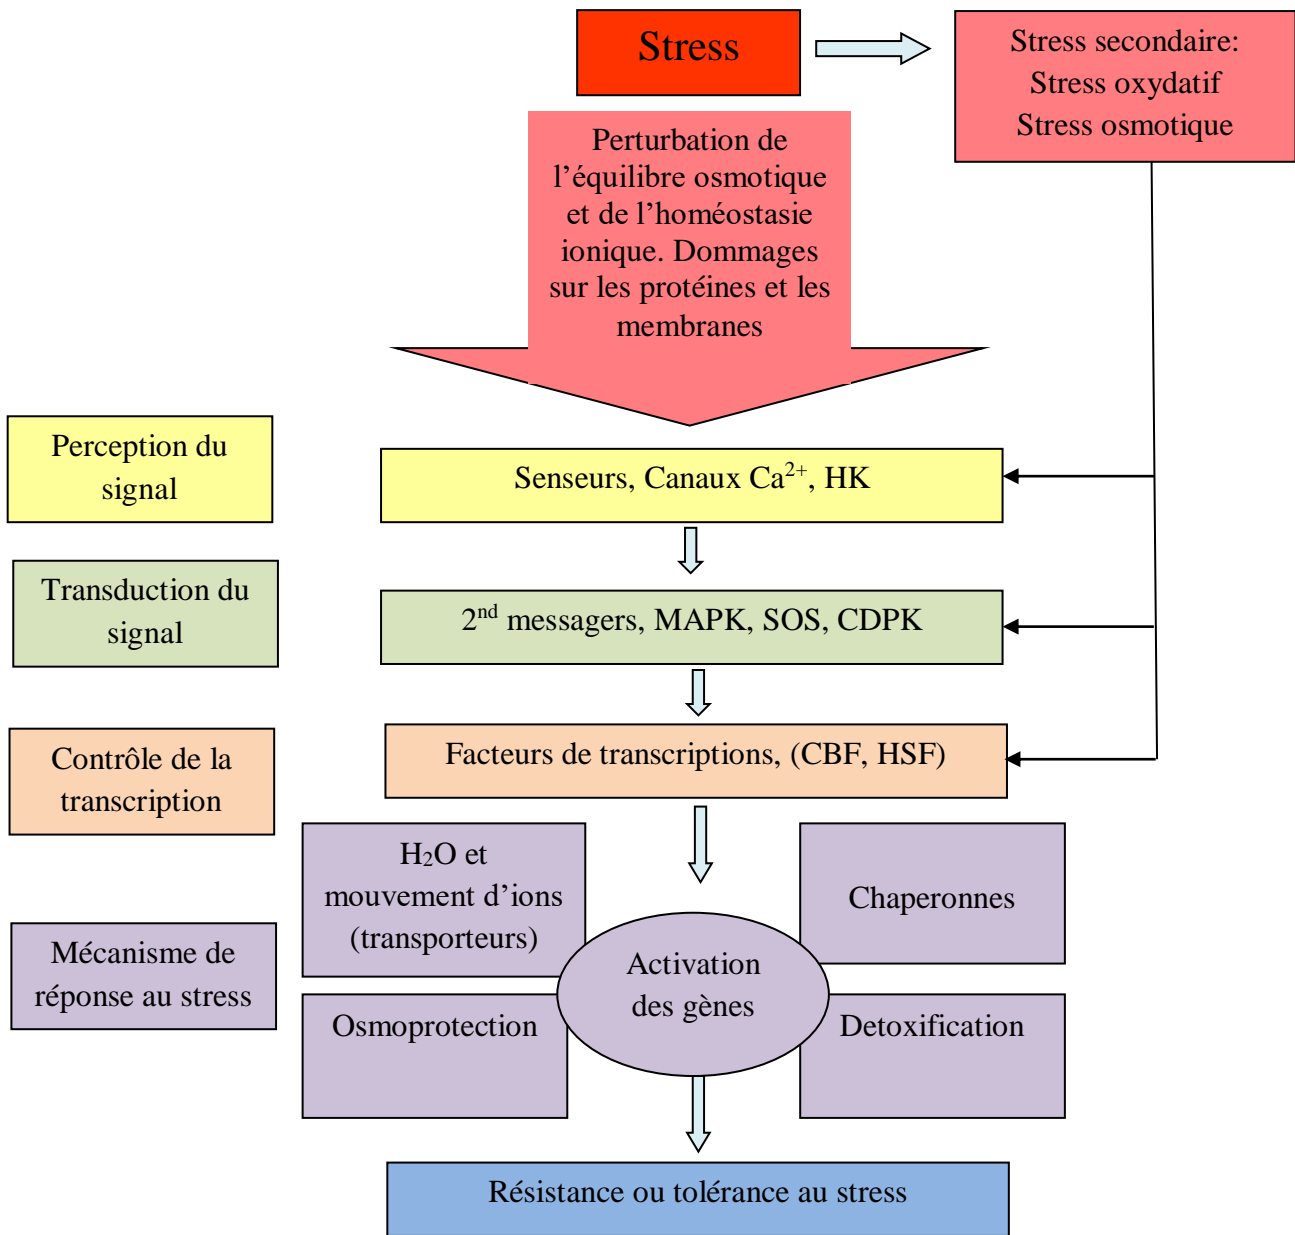 Stress
Stress secondaire:
Stress oxydatif
Stress osmotique
Perturbation de
l’équilibre osmotique
et de l’homéostasie
ionique. Dommages
sur les protéines et les
membranes
Perception du
signal
Senseurs, Canaux Ca²⁺, HK
Transduction du
signal
2ⁿᵈ messagers, MAPK, SOS, CDPK
Contrôle de la
transcription
Facteurs de transcriptions, (CBF, HSF)
Mécanisme de
réponse au stress
H₂O et
mouvement d’ions
(transporteurs)
Chaperonnes
Activation
des gènes
Osmoprotection
Detoxification
Résistance ou tolérance au stress